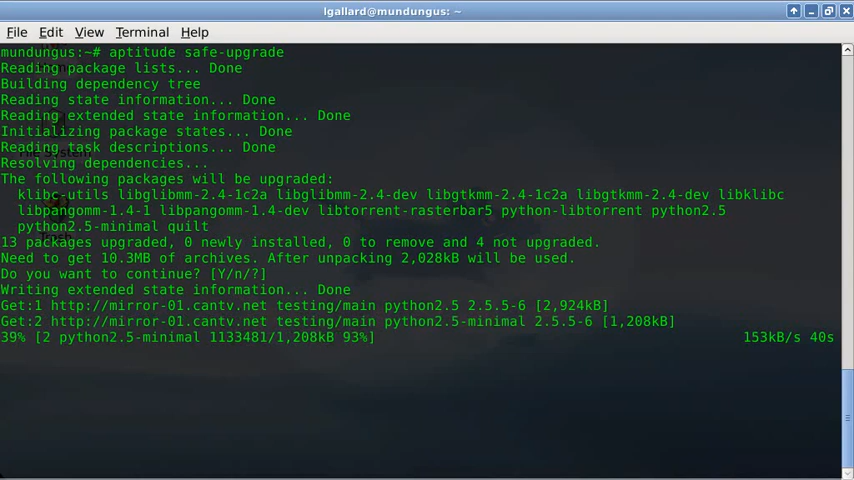 lgallard@mundungus: ~
File Edit View Terminal Help
mundungus:~# aptitude safe-upgrade
Reading package lists... Done
Building dependency tree
Reading state information... Done
Reading extended state information... Done
Initializing package states... Done
Reading task descriptions... Done
Resolving dependencies...
The following packages will be upgraded:
klibc-utils libglibmm-2.4-1c2a libglibmm-2.4-dev libgtkmm-2.4-1c2a libgtkmm-2.4-dev libklibc
libpangomm-1.4-1 libpangomm-1.4-dev libtorrent-rasterbar5 python-libtorrent python2.5
python2.5-minimal quilt
13 packages upgraded, 0 newly installed, 0 to remove and 4 not upgraded.
Need to get 10.3MB of archives. After unpacking 2,028kB will be used.
Do you want to continue? [Y/n/?]
Writing extended state information... Done
Get:1 http://mirror-01.cantv.net testing/main python2.5 2.5.5-6 [2,924kB]
Get:2 http://mirror-01.cantv.net testing/main python2.5-minimal 2.5.5-6 [1,208kB]
39% [2 python2.5-minimal 1133481/1,208kB 93%] 153kB/s 40s